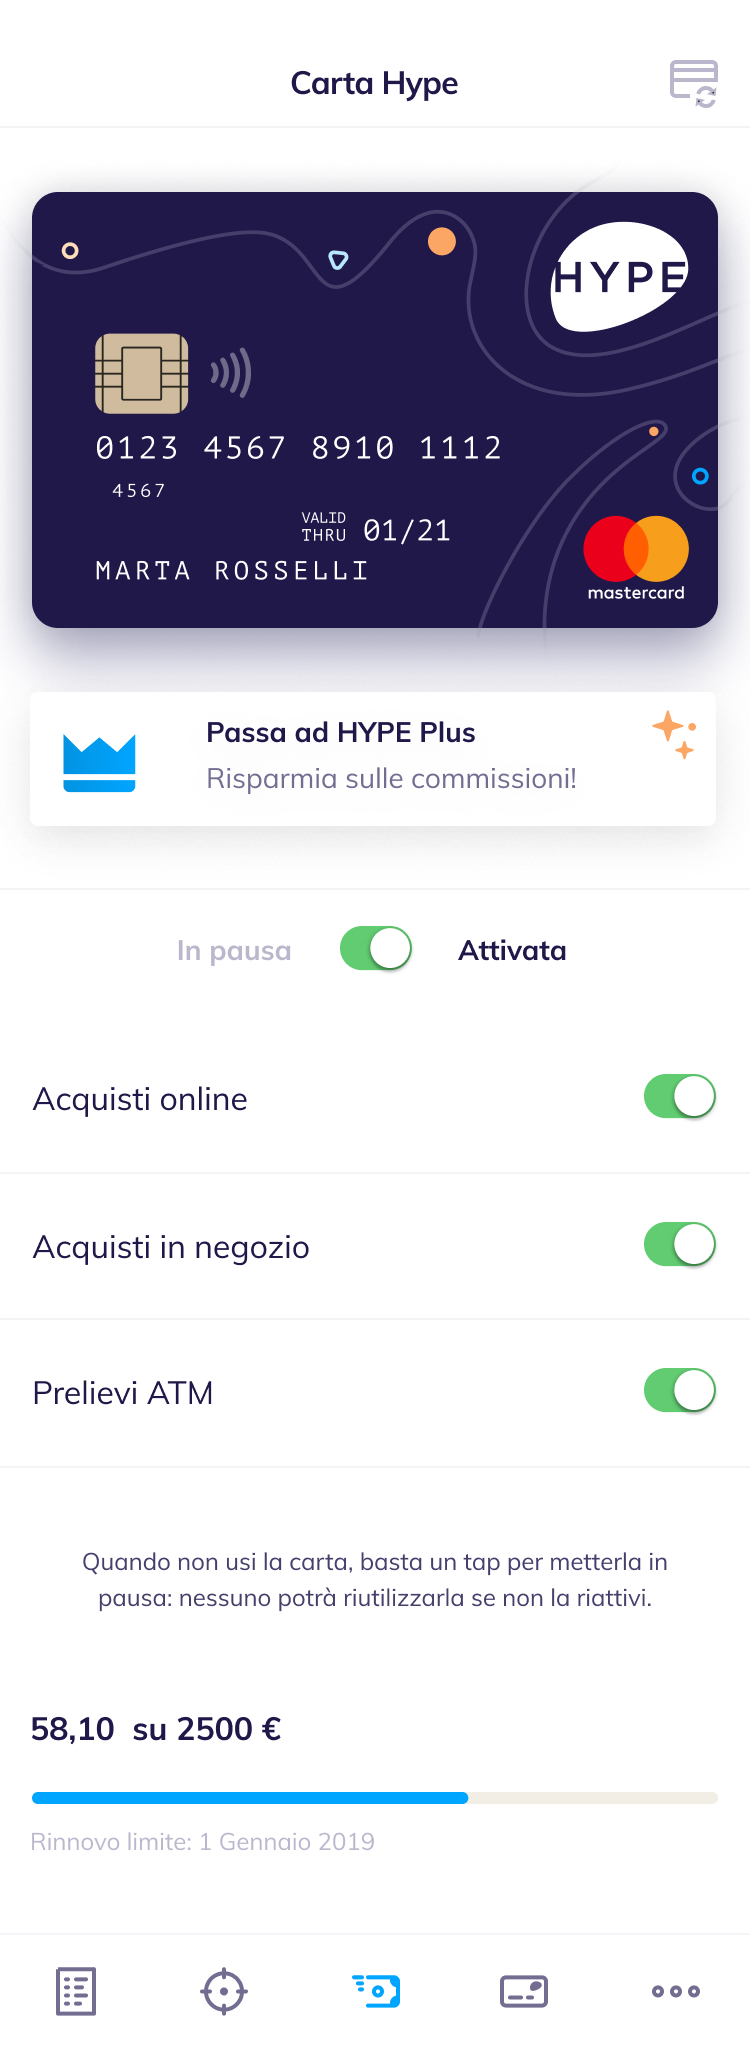 Carta Hype
HYPE
0123 4567 8910 1112
4567
VALID
THRU 01/21
MARTA ROSSELLI
mastercard
Passa ad HYPE Plus
Risparmia sulle commissioni!
In pausa Attivata
Acquisti online
Acquisti in negozio
Prelievi ATM
Quando non usi la carta, basta un tap per metterla in
pausa: nessuno potrà riutilizzarla se non la riattivi.
58,10 su 2500 €
Rinnovo limite: 1 Gennaio 2019